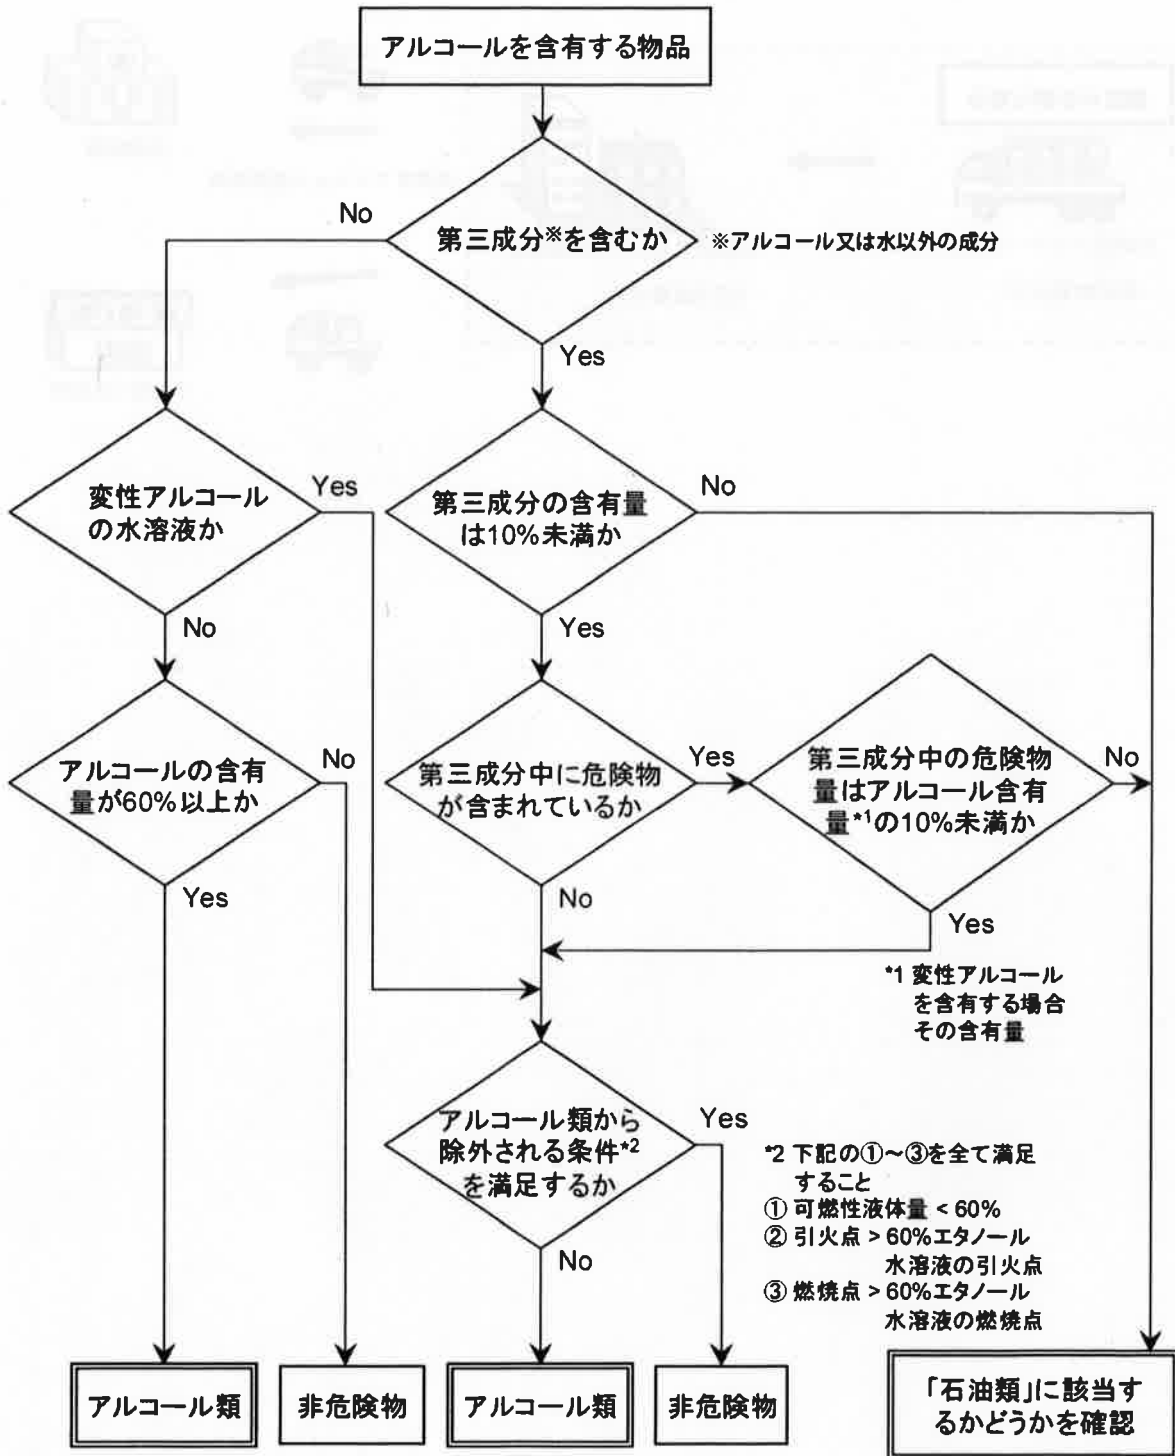 アルコールを含有する物品
No
第三成分※を含むか
※アルコール又は水以外の成分
Yes
変性アルコール
の水溶液か
Yes
No
第三成分の含有量
は10%未満か
No
Yes
アルコールの含有
量が60%以上か
No
Yes
第三成分中に危険物
が含まれているか
Yes
No
第三成分中の危険物
量はアルコール含有
量*1の10%未満か
No
Yes
*1 変性アルコール
を含有する場合
その含有量
アルコール類から
除外される条件*2
を満足するか
Yes
No
*2 下記の①～③を全て満足
すること
① 可燃性液体量 < 60%
② 引火点 > 60%エタノール
水溶液の引火点
③ 燃焼点 > 60%エタノール
水溶液の燃焼点
アルコール類
非危険物
アルコール類
非危険物
「石油類」に該当す
るかどうかを確認